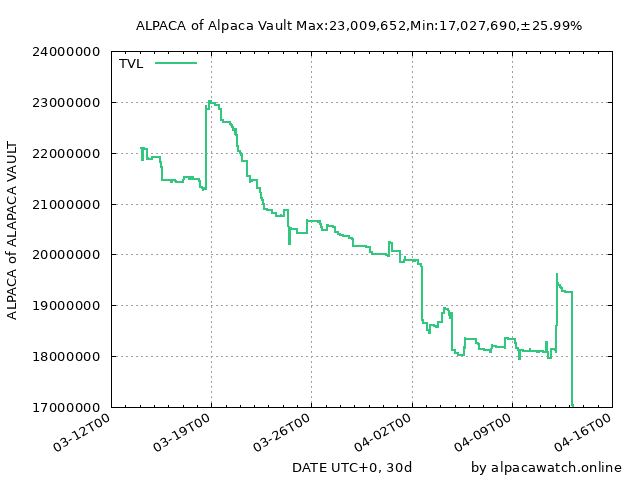 ALPACA of Alpaca Vault Max:23,009,652,Min:17,027,690,±25.99%
TVL
24000000
23000000
22000000
21000000
20000000
19000000
18000000
17000000
ALPACA of ALAPACA VAULT
03-12T00
03-19T00
03-26T00
04-02T00
04-09T00
04-16T00
DATE UTC+0, 30d
by alpacawatch.online